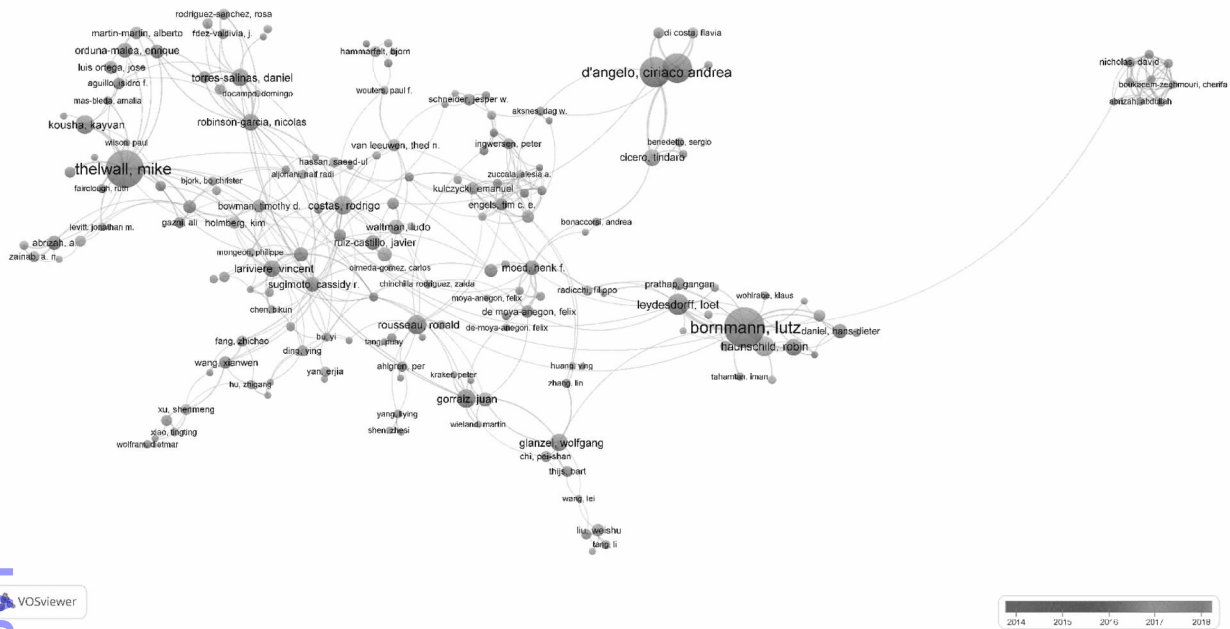 rodriguez-sanchez, rosa
martin-martin, alberto
fdez-valdivia, j.
di costa, flavia
orduna-malea, enrique
hammarfelt, bjorn
nicholas, david
luis ortega, jose
torres-salinas, daniel
d'angelo, ciriaco andrea
aguillo, isidro f.
docampo, domingo
wouters, paul f.
boukacem-zeghmouri, cherifa
mas-bleda, amalia
schneider, jesper w.
abrizah, abdullah
kousha, kayvan
robinson-garcia, nicolas
aksnes, dag w.
wilson, paul
van leeuwen, thed n.
ingwersen, peter
benedetto, sergio
thelwall, mike
hassan, saeed-ul
cicero, tindaro
aljohani, naif radi
zuccala, alesia a.
fairclough, ruth
bjork, bo-christer
kulczycki, emanuel
bowman, timothy d.
costas, rodrigo
engels, tim c. e.
levitt, jonathan m.
gazni, ali
holmberg, kim
waltman, ludo
bonaccorsi, andrea
abrizah, a.
ruiz-castillo, javier
zainab, a. n.
mongeon, philippe
lariviere, vincent
olmeda-gomez, carlos
moed, henk f.
sugimoto, cassidy r.
chinchilla-rodriguez, zaida
radicchi, filippo
prathap, gangan
moya-anegon, felix
wohlrabe, klaus
chen, bikun
de moya-anegon, felix
leydesdorff, loet
rousseau, ronald
de-moya-anegon, felix
bornmann, lutz
daniel, hans-dieter
fang, zhichao
bu, yi
haunschild, robin
ding, ying
wang, xianwen
ahlgren, per
huang, ying
yan, erjia
kraker, peter
tahamtan, iman
hu, zhigang
zhang, lin
gorraiz, juan
xu, shenmeng
yang, liying
wieland, martin
xiao, tingting
shen, zhesi
wolfram, dietmar
glanzel, wolfgang
chi, pei-shan
thijs, bart
wang, lei
liu, weishu
tang, li
VOSviewer
2014 2015 2016 2017 2018